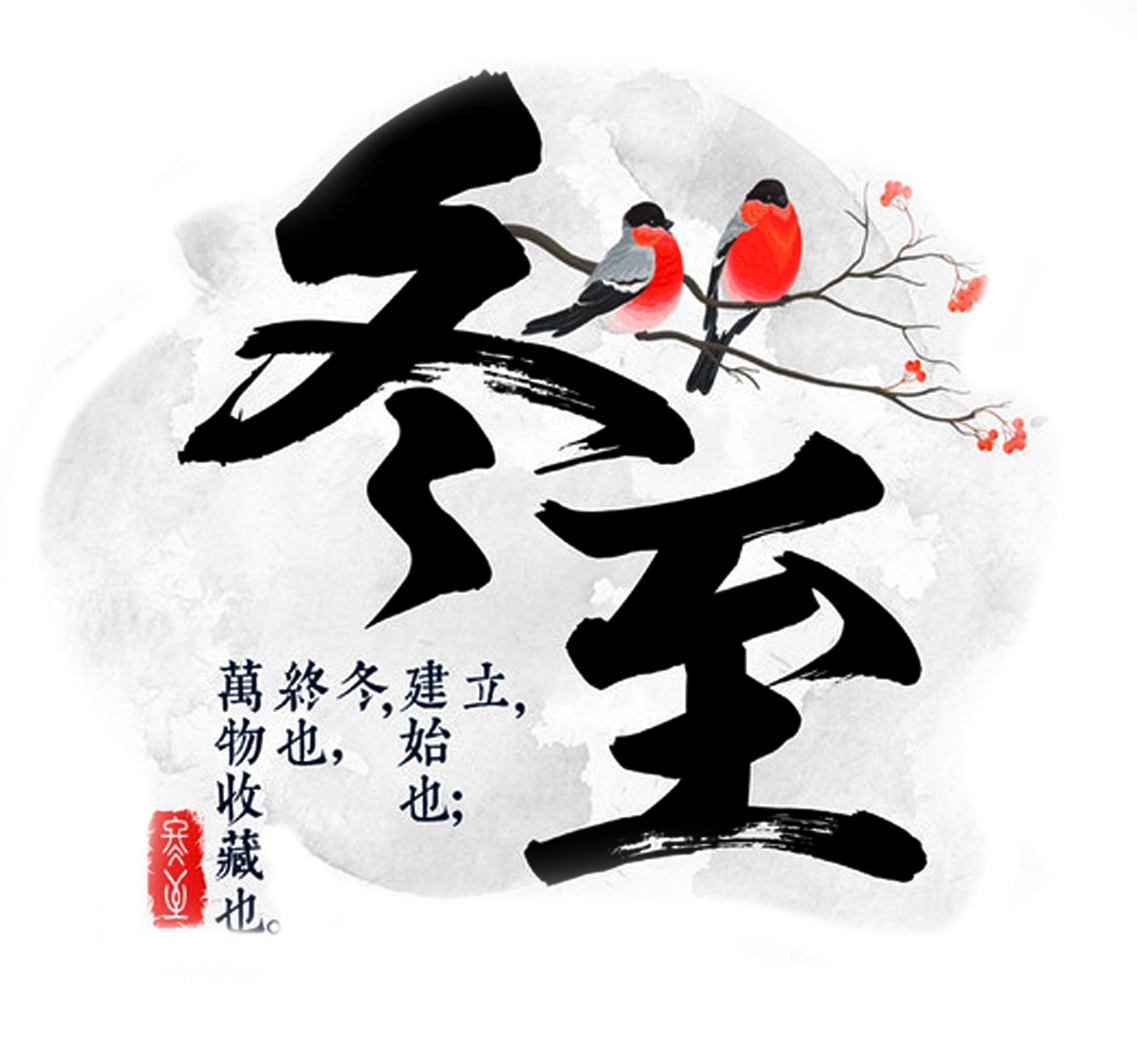 冬至
立,
建始也;
冬,
終也,
萬物收藏也。